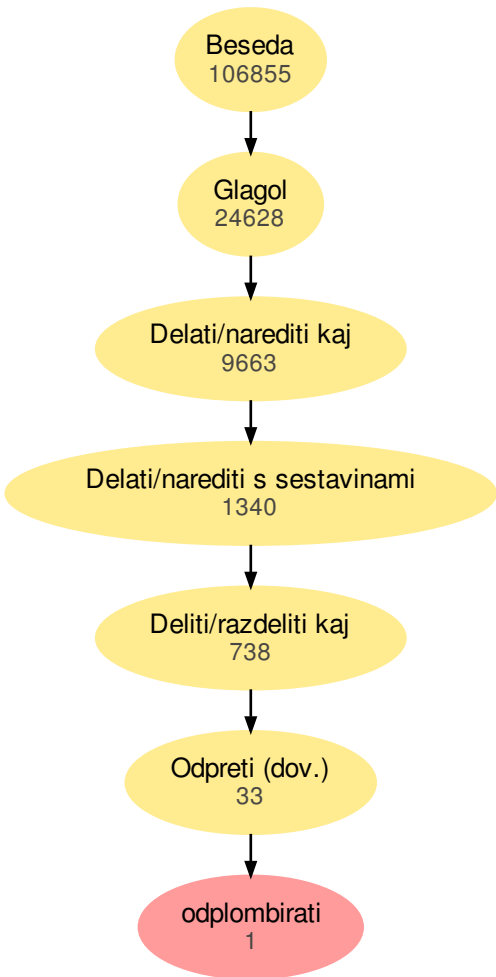 Beseda
106855
Glagol
24628
Delati/narediti kaj
9663
Delati/narediti s sestavinami
1340
Deliti/razdeliti kaj
738
Odpreti (dov.)
33
odplombirati
1